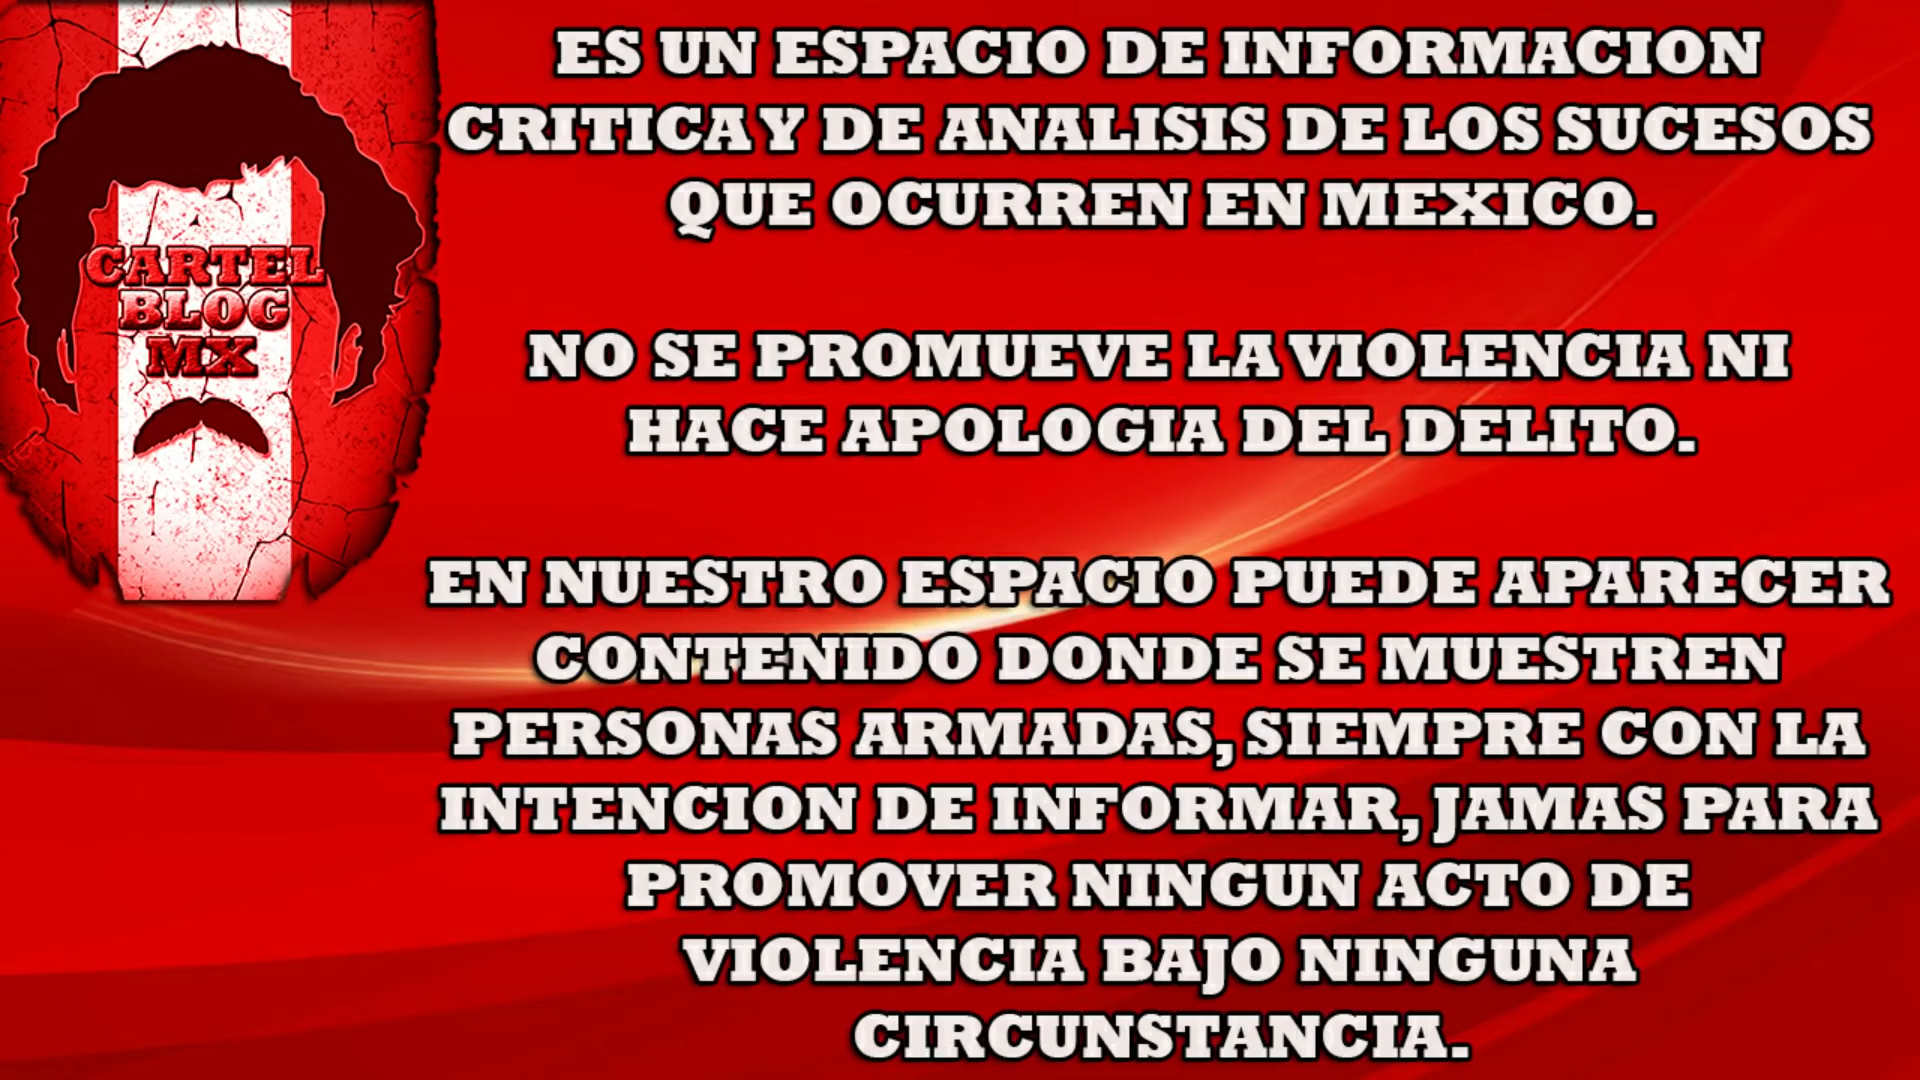 CARTEL
BLOG
MX
ES UN ESPACIO DE INFORMACION
CRITICA Y DE ANALISIS DE LOS SUCESOS
QUE OCURREN EN MEXICO.
NO SE PROMUEVE LA VIOLENCIA NI
HACE APOLOGIA DEL DELITO.
EN NUESTRO ESPACIO PUEDE APARECER
CONTENIDO DONDE SE MUESTREN
PERSONAS ARMADAS, SIEMPRE CON LA
INTENCION DE INFORMAR, JAMAS PARA
PROMOVER NINGUN ACTO DE
VIOLENCIA BAJO NINGUNA
CIRCUNSTANCIA.